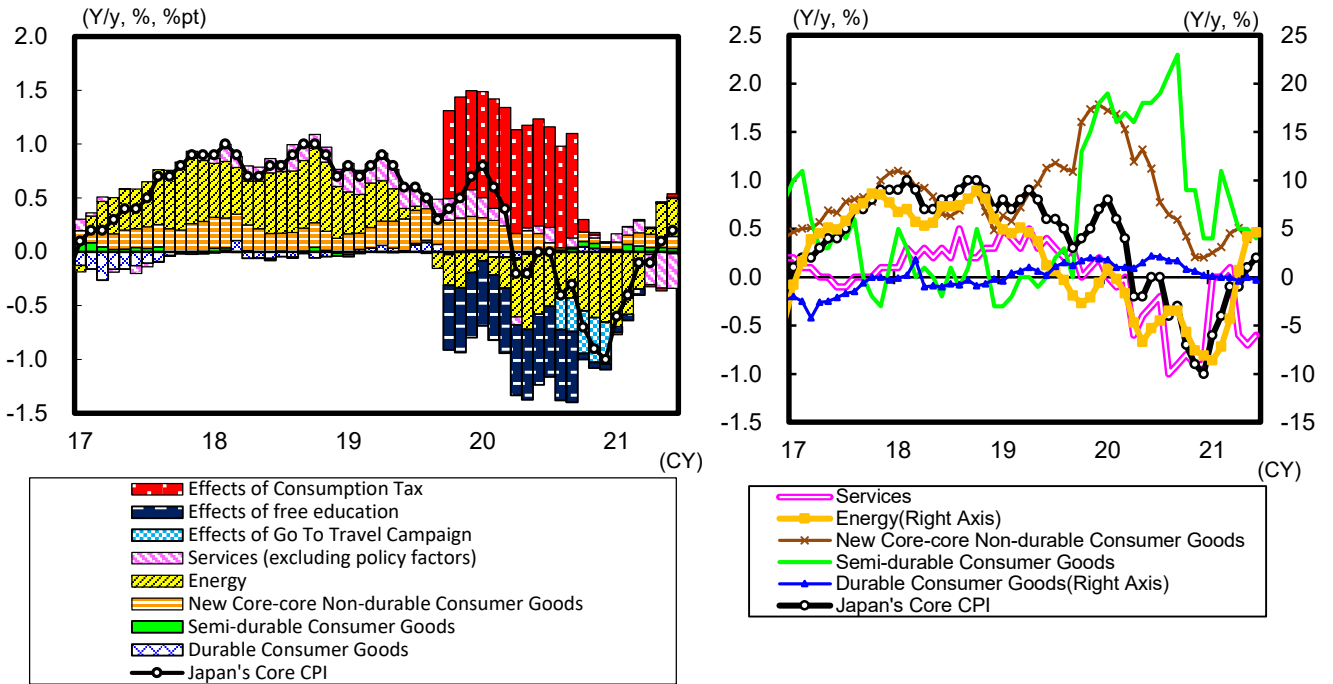 (Y/y, %, %pt)
2.0
1.5
1.0
0.5
0.0
-0.5
-1.0
-1.5
17 18 19 20 21
(CY)
Effects of Consumption Tax
Effects of free education
Effects of Go To Travel Campaign
Services (excluding policy factors)
Energy
New Core-core Non-durable Consumer Goods
Semi-durable Consumer Goods
Durable Consumer Goods
Japan's Core CPI
(Y/y, %) (Y/y, %)
2.5 25
2.0 20
1.5 15
1.0 10
0.5 5
0.0 0
-0.5 -5
-1.0 -10
-1.5 -15
17 18 19 20 21
(CY)
Services
Energy(Right Axis)
New Core-core Non-durable Consumer Goods
Semi-durable Consumer Goods
Durable Consumer Goods(Right Axis)
Japan's Core CPI